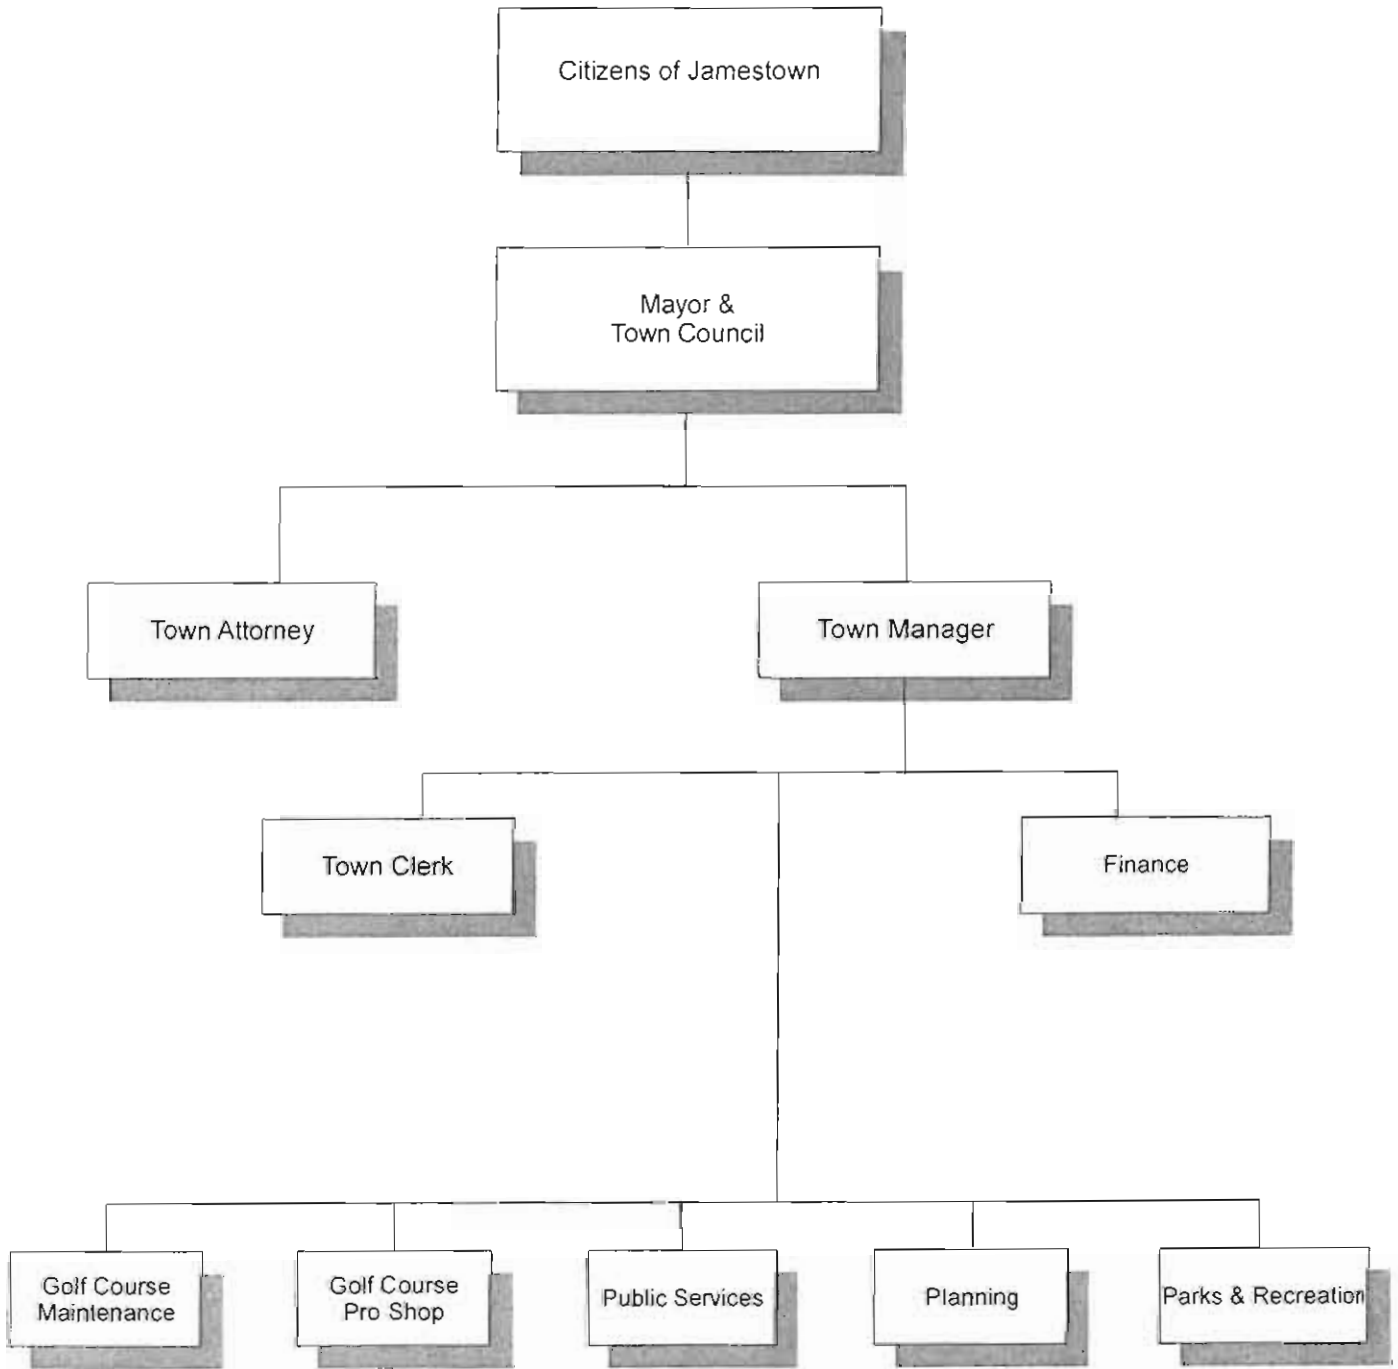 Citizens of Jamestown
Mayor &
Town Council
Town Attorney
Town Manager
Town Clerk
Finance
Golf Course
Maintenance
Golf Course
Pro Shop
Public Services
Planning
Parks & Recreation